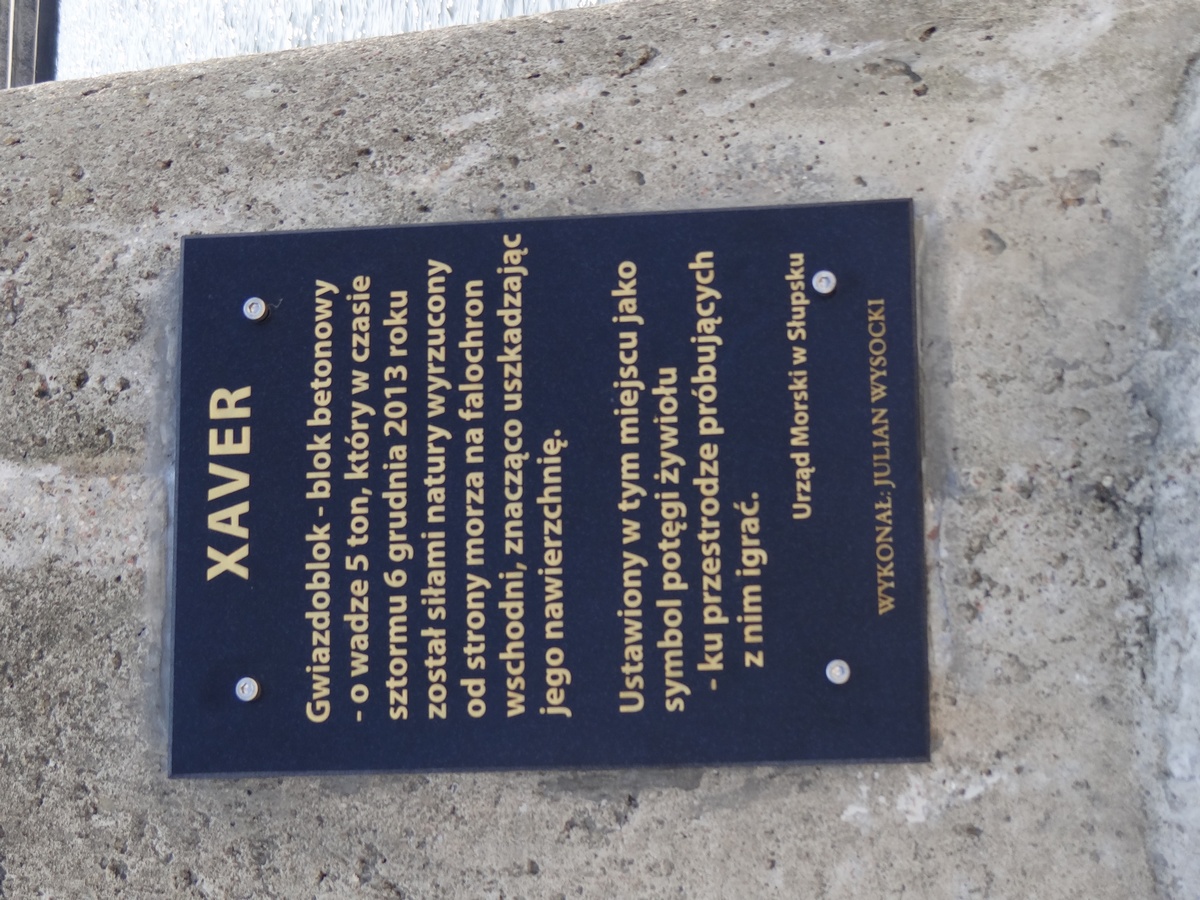 XAVER
Gwiazdoblok - blok betonowy
- o wadze 5 ton, który w czasie
sztormu 6 grudnia 2013 roku
został siłami natury wyrzucony
od strony morza na falochron
wschodni, znacząco uszkadzając
jego nawierzchnię.
Ustawiony w tym miejscu jako
symbol potęgi żywiołu
- ku przestrodze próbujących
z nim igrać.
Urząd Morski w Słupsku
WYKONAŁ: JULIAN WYSOCKI